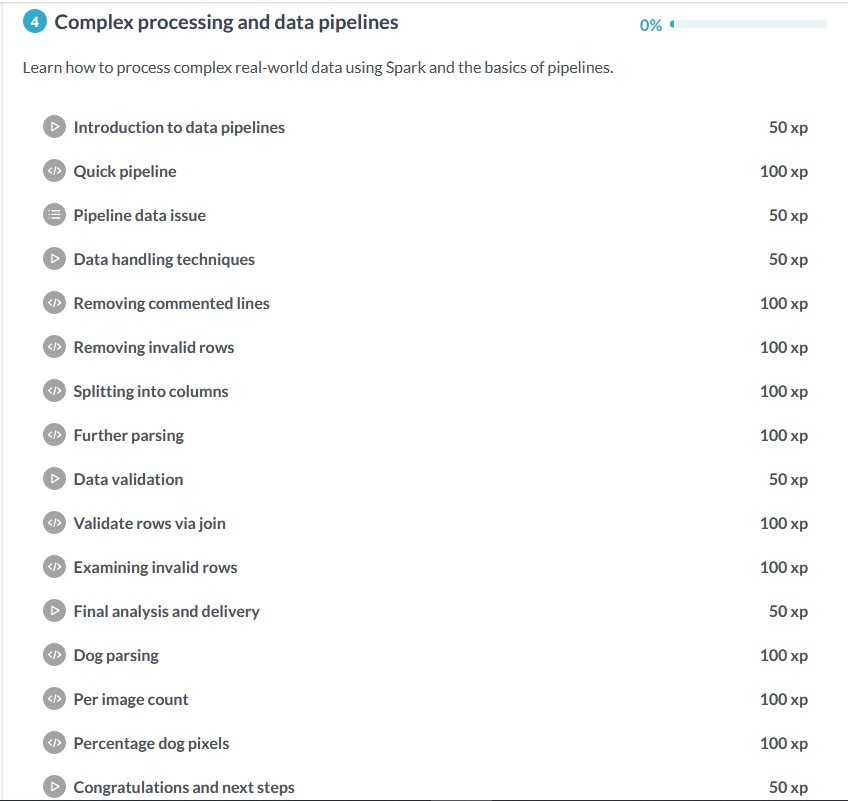 4 Complex processing and data pipelines 0%
Learn how to process complex real-world data using Spark and the basics of pipelines.
Introduction to data pipelines 50 xp
</> Quick pipeline 100 xp
Pipeline data issue 50 xp
Data handling techniques 50 xp
</> Removing commented lines 100 xp
</> Removing invalid rows 100 xp
</> Splitting into columns 100 xp
</> Further parsing 100 xp
Data validation 50 xp
</> Validate rows via join 100 xp
</> Examining invalid rows 100 xp
Final analysis and delivery 50 xp
</> Dog parsing 100 xp
</> Per image count 100 xp
</> Percentage dog pixels 100 xp
Congratulations and next steps 50 xp